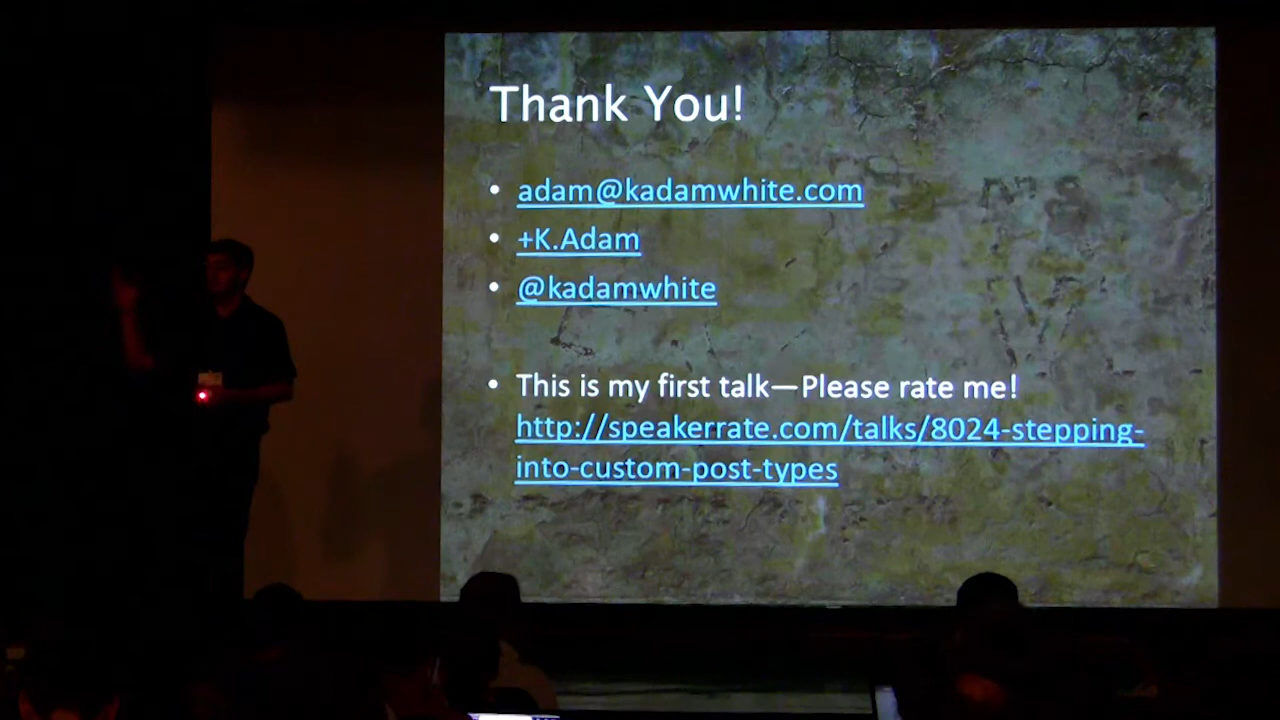 Thank You!
• adam@kadamwhite.com
• +K.Adam
• @kadamwhite
• This is my first talk—Please rate me!
http://speakerrate.com/talks/8024-stepping-
into-custom-post-types